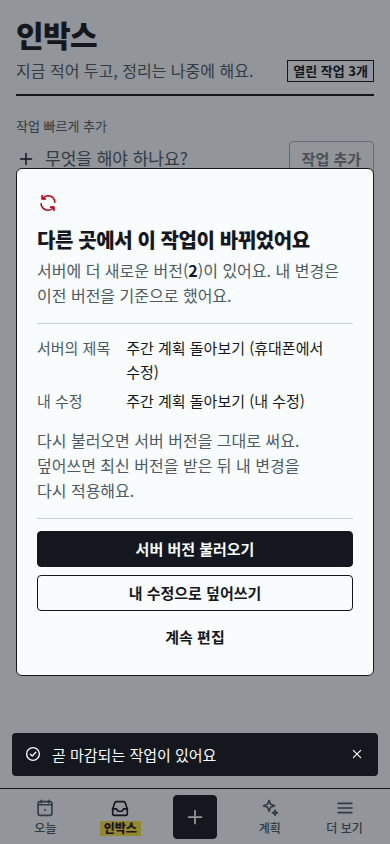 인박스
지금 적어 두고, 정리는 나중에 해요.
열린 작업 3개
작업 빠르게 추가
무엇을 해야 하나요?
작업 추가
다른 곳에서 이 작업이 바뀌었어요
서버에 더 새로운 버전(2)이 있어요. 내 변경은
이전 버전을 기준으로 했어요.
서버의 제목
주간 계획 돌아보기 (휴대폰에서
수정)
내 수정
주간 계획 돌아보기 (내 수정)
다시 불러오면 서버 버전을 그대로 써요.
덮어쓰면 최신 버전을 받은 뒤 내 변경을
다시 적용해요.
서버 버전 불러오기
내 수정으로 덮어쓰기
계속 편집
곧 마감되는 작업이 있어요
오늘
인박스
계획
더 보기